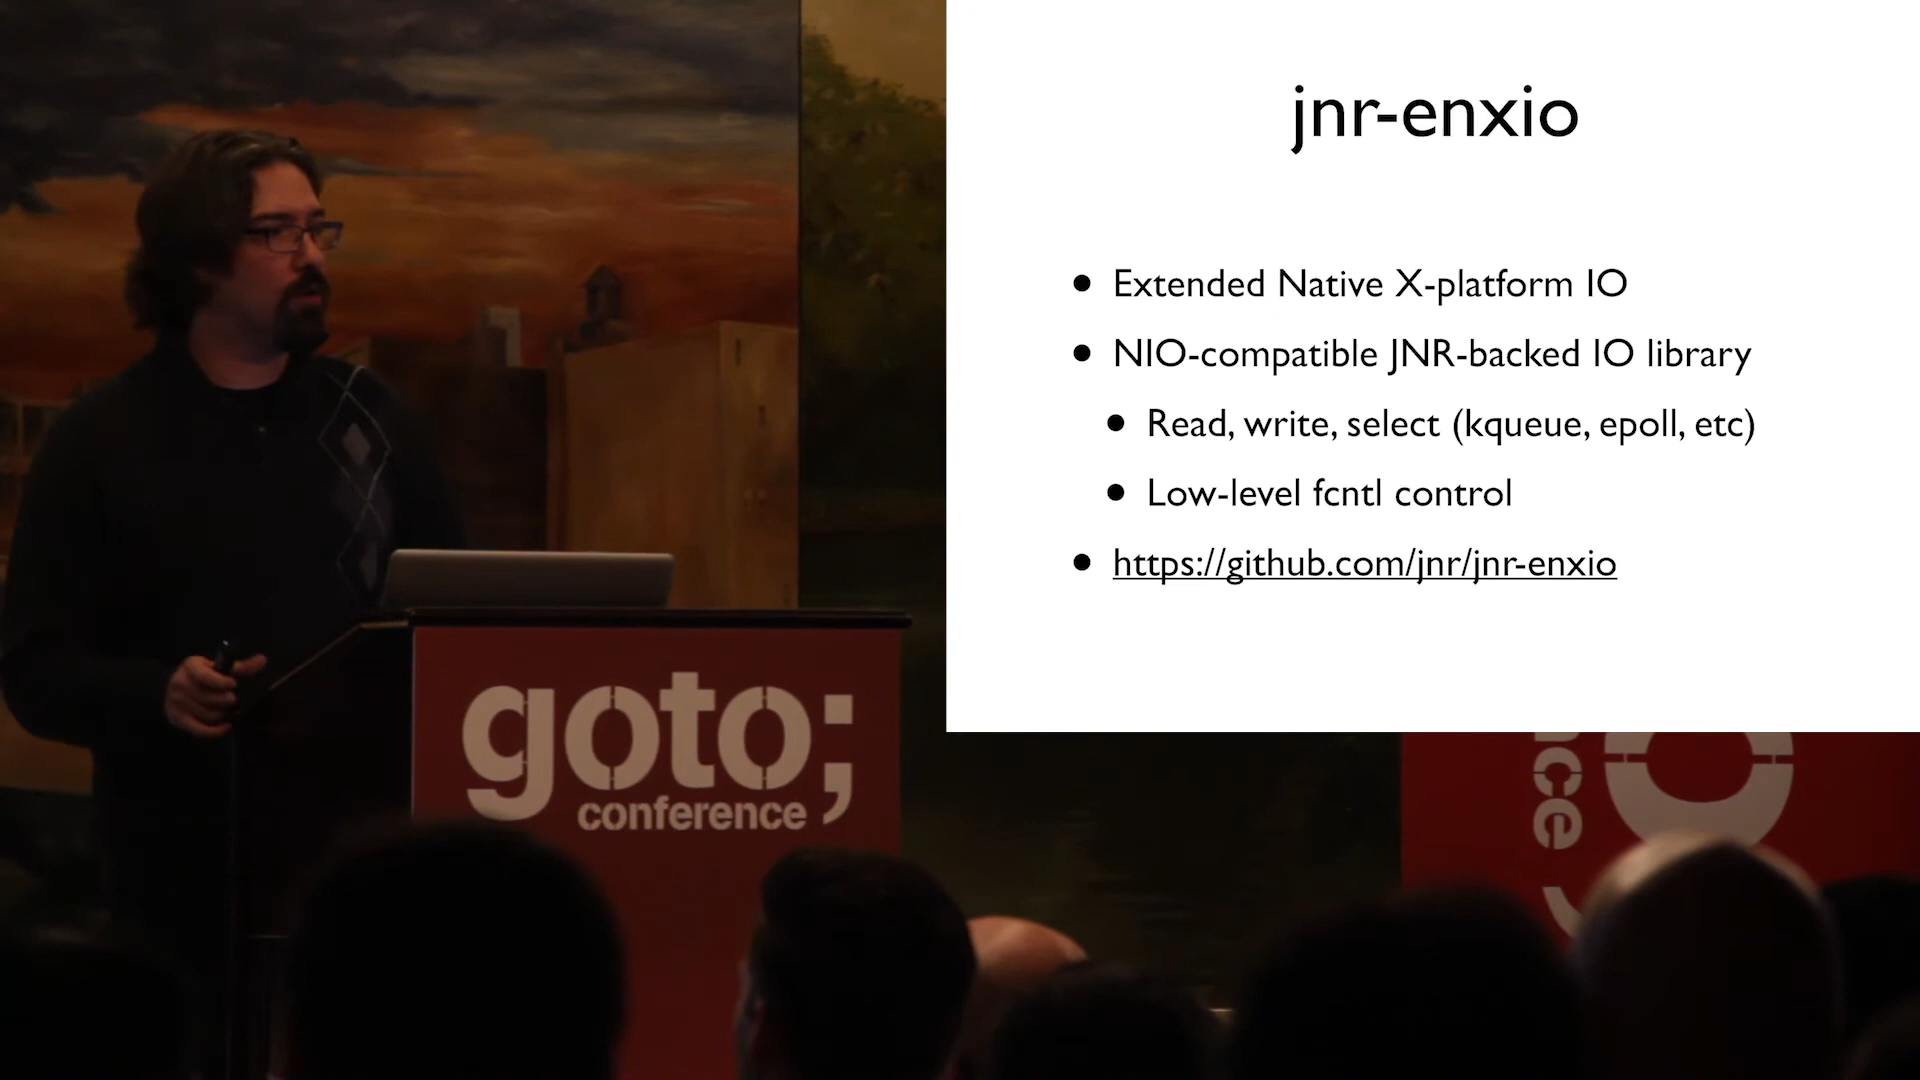 jnr-enxio
• Extended Native X-platform IO
• NIO-compatible JNR-backed IO library
• Read, write, select (kqueue, epoll, etc)
• Low-level fcntl control
• https://github.com/jnr/jnr-enxio
goto;
conference